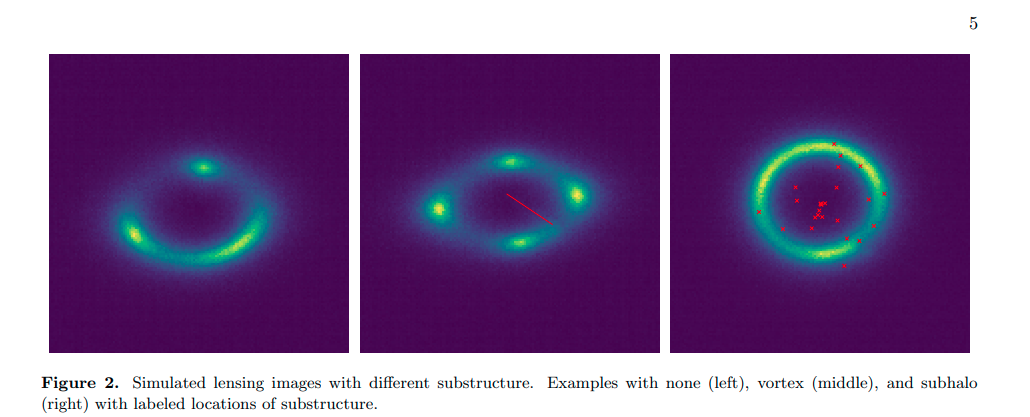 5
Figure 2. Simulated lensing images with different substructure. Examples with none (left), vortex (middle), and subhalo
(right) with labeled locations of substructure.